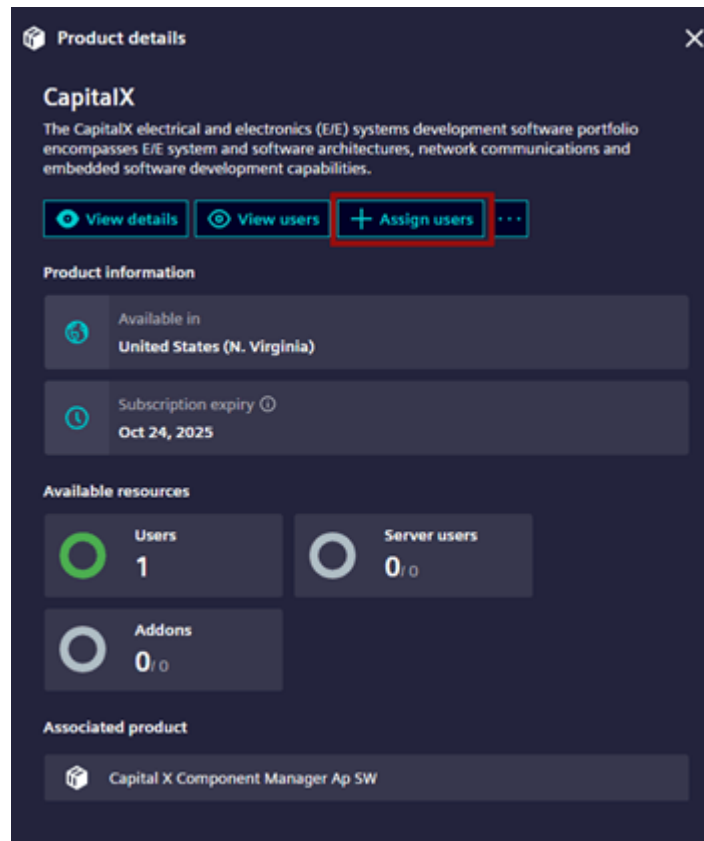 Product details
CapitalX
The CapitalX electrical and electronics (E/E) systems development software portfolio
encompasses E/E system and software architectures, network communications and
embedded software development capabilities.
View details View users + Assign users ···
Product information
Available in
United States (N. Virginia)
Subscription expiry
Oct 24, 2025
Available resources
Users
1
Server users
0/ 0
Addons
0/ 0
Associated product
Capital X Component Manager Ap SW